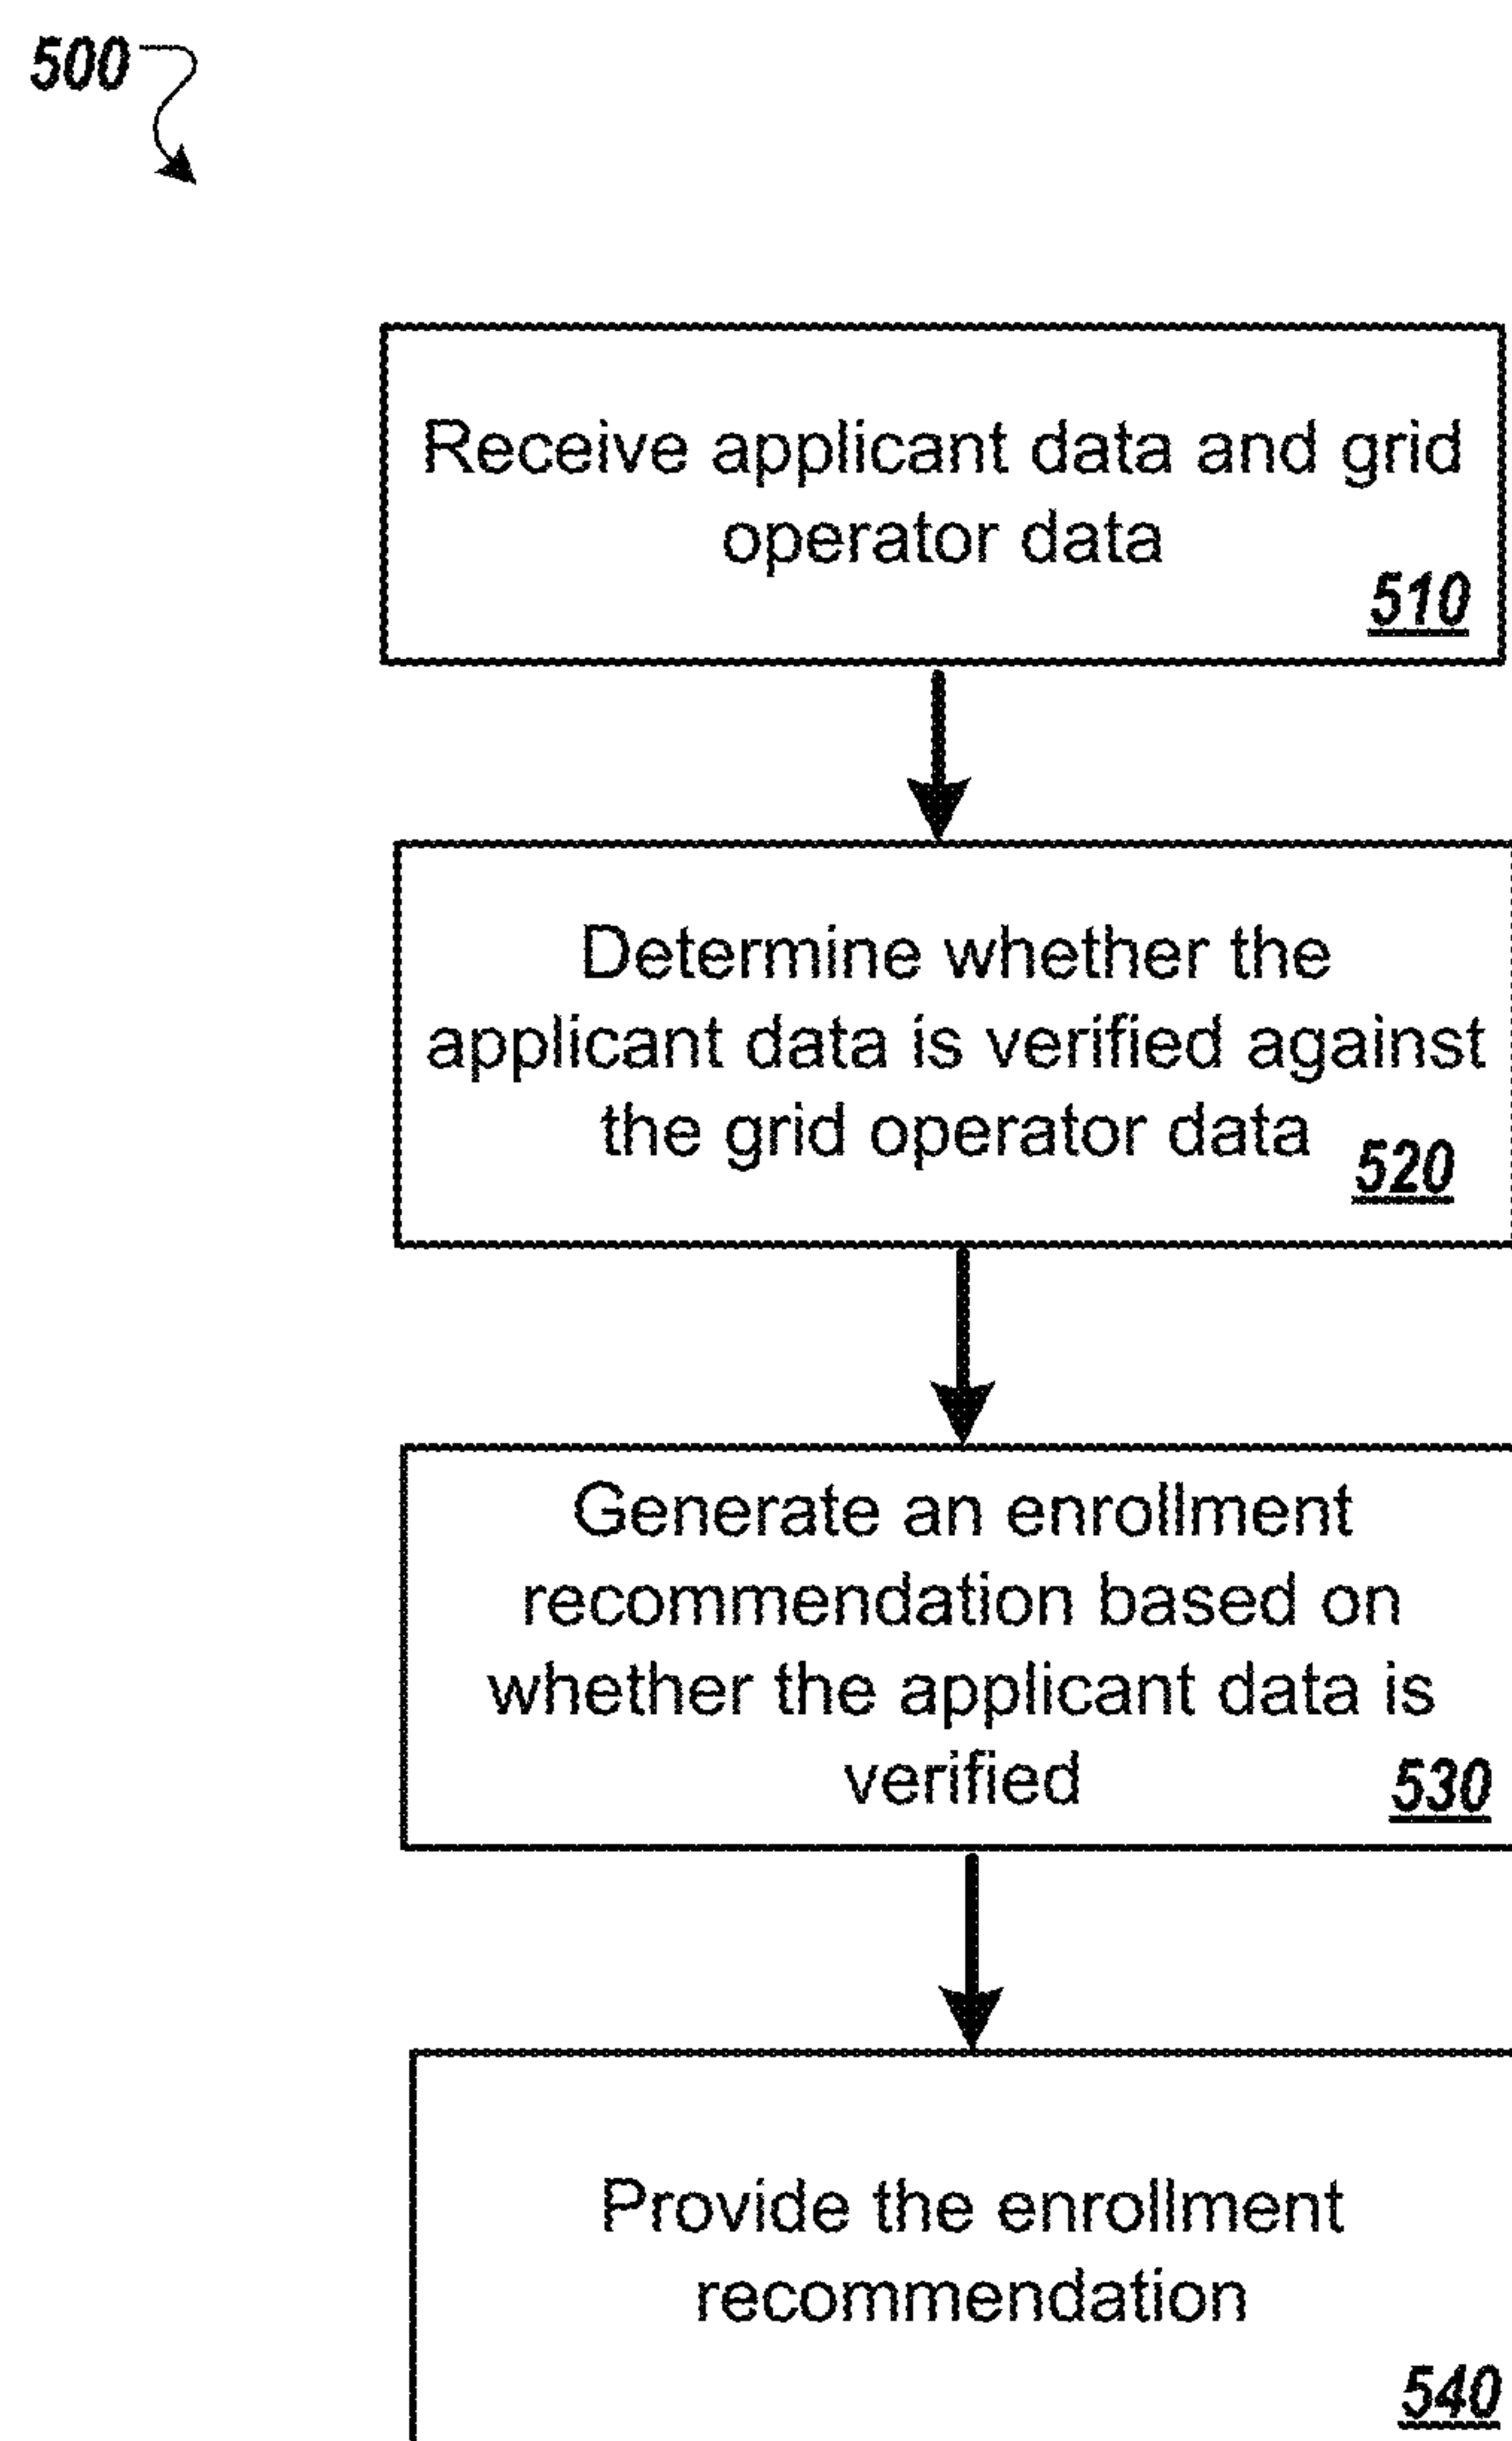 500
Receive applicant data and grid
operator data
510
Determine whether the
applicant data is verified against
the grid operator data
520
Generate an enrollment
recommendation based on
whether the applicant data is
verified
530
Provide the enrollment
recommendation
540